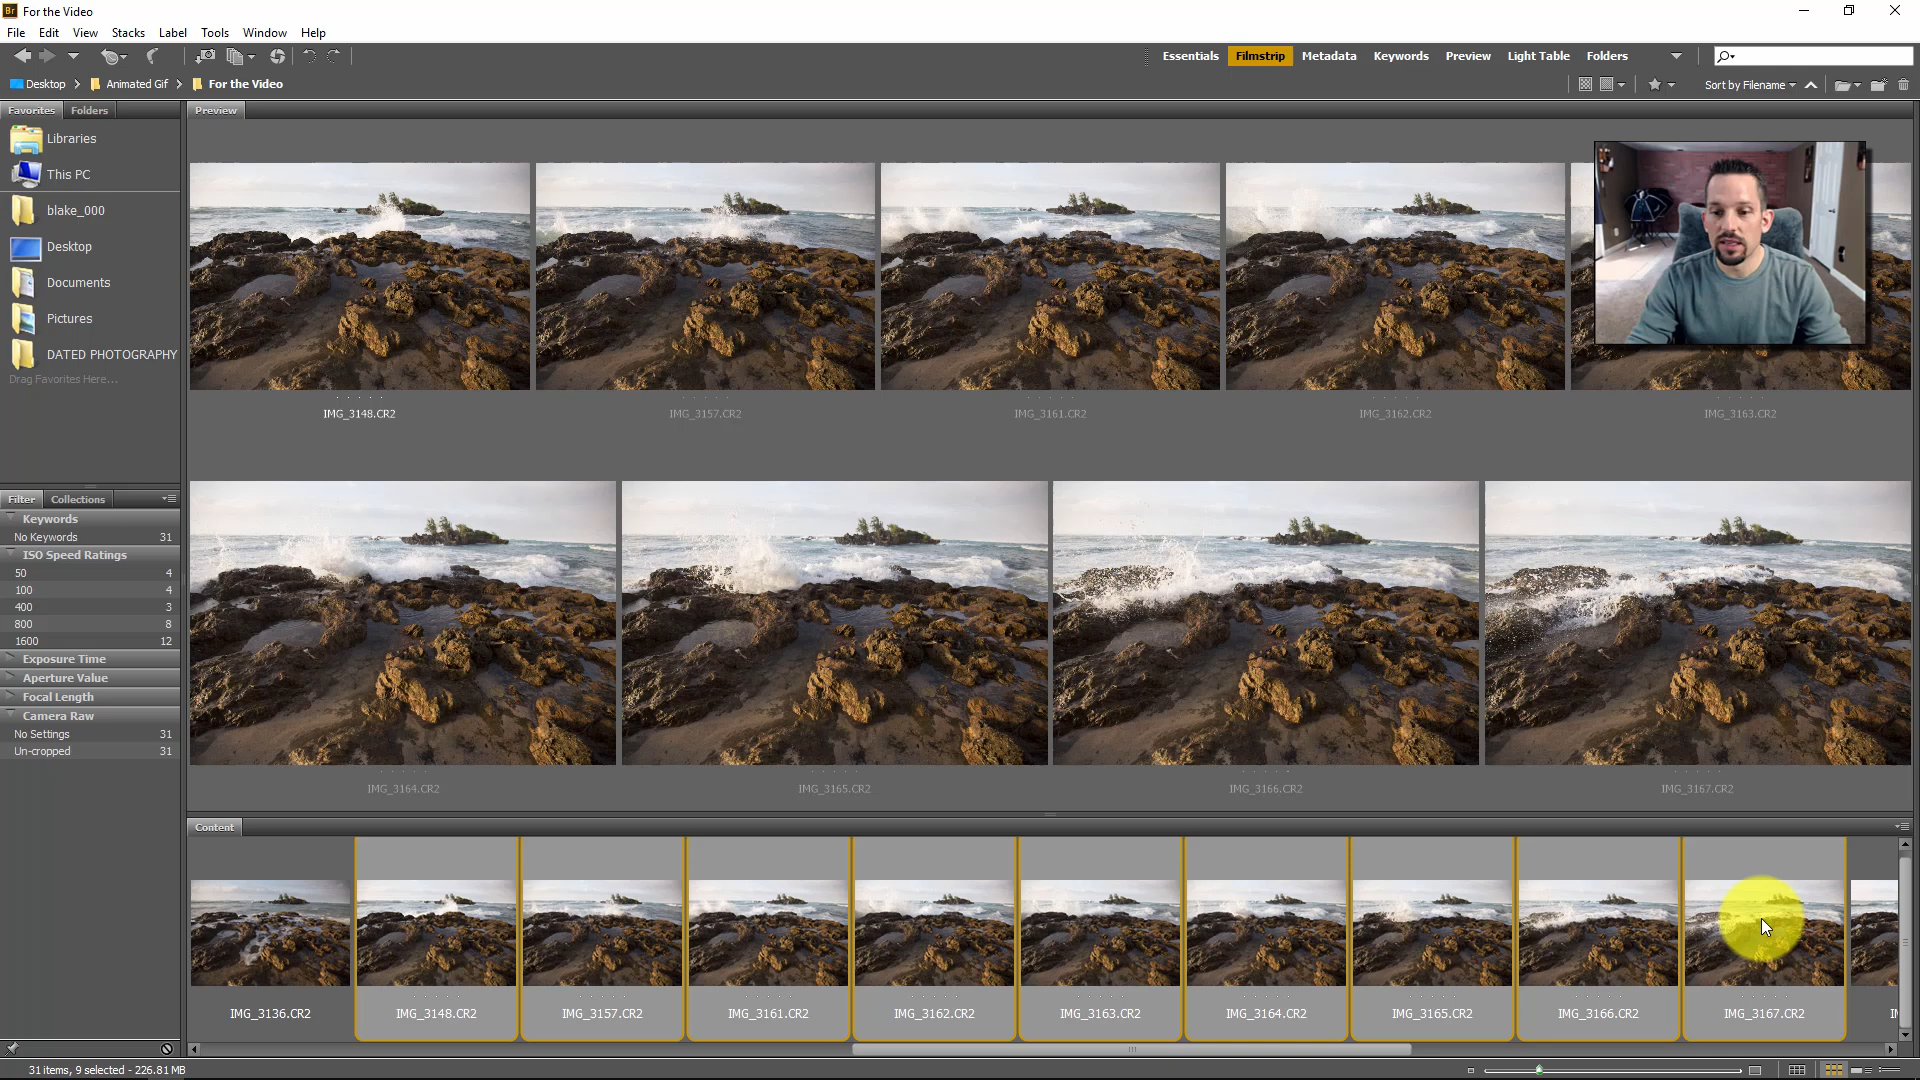 Br For the Video
File Edit View Stacks Label Tools Window Help
Essentials Filmstrip Metadata Keywords Preview Light Table Folders
Desktop Animated Gif For the Video
Sort by Filename
Favorites Folders
Preview
Libraries
This PC
blake_000
Desktop
Documents
Pictures
DATED PHOTOGRAPHY
Drag Favorites Here...
IMG_3148.CR2 IMG_3157.CR2 IMG_3161.CR2 IMG_3162.CR2 IMG_3163.CR2
Filter Collections
Keywords
No Keywords 31
ISO Speed Ratings
50 4
100 4
400 3
800 8
1600 12
Exposure Time
Aperture Value
Focal Length
Camera Raw
No Settings 31
Un-cropped 31
IMG_3164.CR2 IMG_3165.CR2 IMG_3166.CR2 IMG_3167.CR2
Content
IMG_3136.CR2 IMG_3148.CR2 IMG_3157.CR2 IMG_3161.CR2 IMG_3162.CR2 IMG_3163.CR2 IMG_3164.CR2 IMG_3165.CR2 IMG_3166.CR2 IMG_3167.CR2
31 items, 9 selected - 226.81 MB